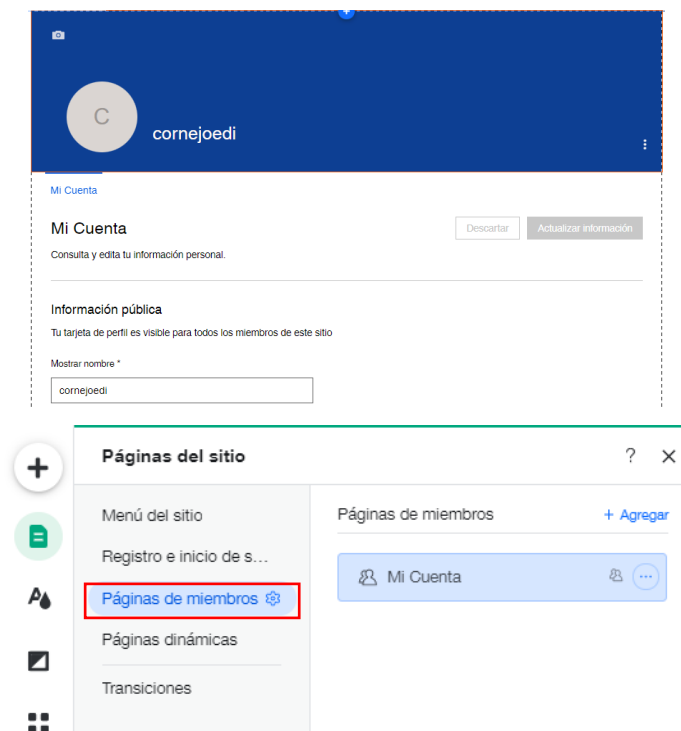 C
cornejoedi
Mi Cuenta
Mi Cuenta
Descartar
Actualizar información
Consulta y edita tu información personal.
Información pública
Tu tarjeta de perfil es visible para todos los miembros de este sitio
Mostrar nombre *
cornejoedi
Páginas del sitio
?
Menú del sitio
Registro e inicio de s...
Páginas de miembros
Páginas dinámicas
Transiciones
Páginas de miembros
+ Agregar
Mi Cuenta